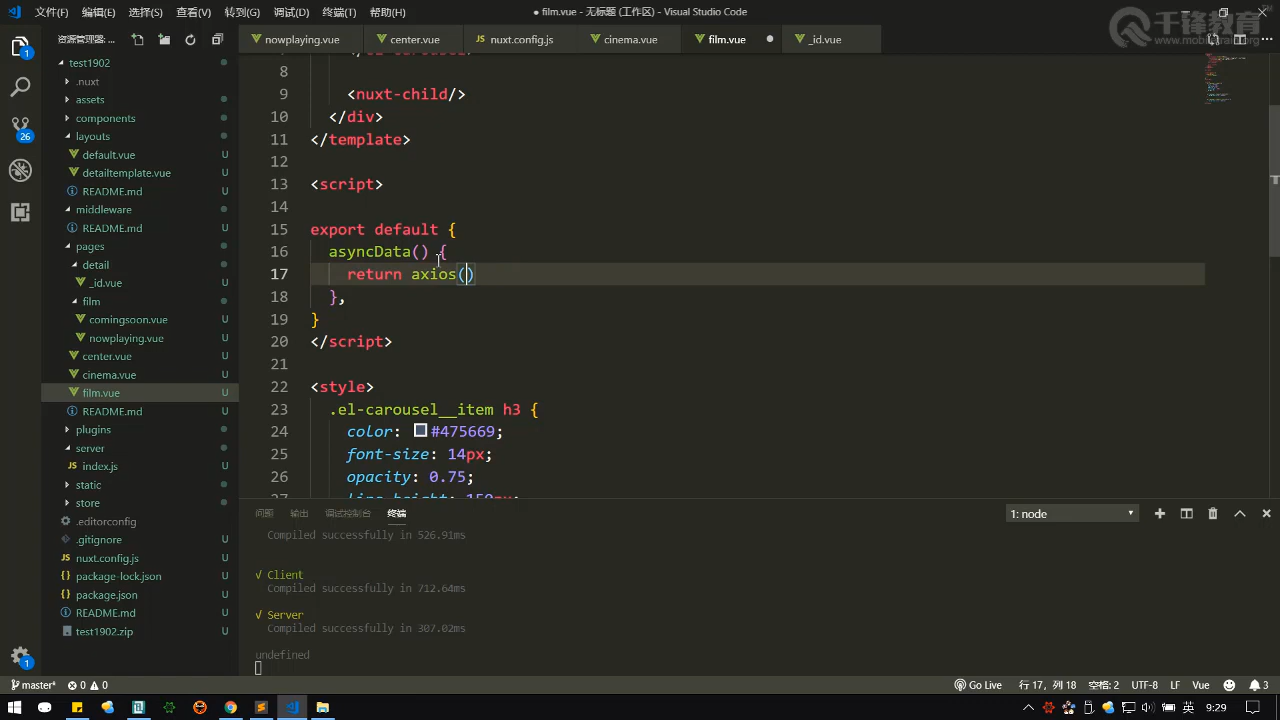 文件(F) 编辑(E) 选择(S) 查看(V) 转到(G) 调试(D) 终端(T) 帮助(H)
● film.vue - 无标题 (工作区) - Visual Studio Code
千锋教育
资源管理器...
nowplaying.vue
center.vue
nuxt.config.js
cinema.vue
film.vue
_id.vue
test1902
.nuxt
assets
components
layouts
default.vue U
detailtemplate.vue U
README.md U
middleware
README.md U
pages
detail
_id.vue U
film
comingsoon.vue U
nowplaying.vue U
center.vue U
cinema.vue U
film.vue U
README.md U
plugins
server
index.js U
static
store
.editorconfig U
.gitignore U
nuxt.config.js U
package-lock.json U
package.json U
README.md U
test1902.zip U
8
9 <nuxt-child/>
10 </div>
11 </template>
12
13 <script>
14
15 export default {
16 asyncData() {
17 return axios()
18 },
19 }
20 </script>
21
22 <style>
23 .el-carousel__item h3 {
24 color: #475669;
25 font-size: 14px;
26 opacity: 0.75;
27 line-height: 150px;
问题 输出 调试控制台 终端
1: node
Compiled successfully in 526.91ms
√ Client
Compiled successfully in 712.64ms
√ Server
Compiled successfully in 307.02ms
undefined
master* 0 0
Go Live 行 17, 列 18 空格: 2 UTF-8 LF Vue 3
英 9:29